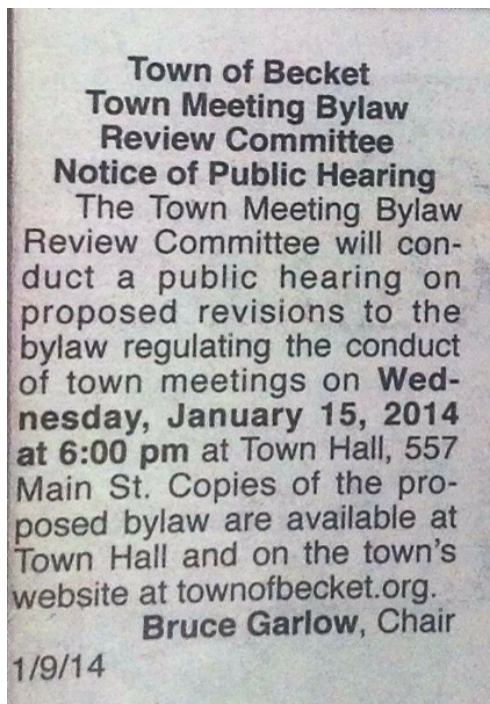 Town of Becket
Town Meeting Bylaw
Review Committee
Notice of Public Hearing
The Town Meeting Bylaw
Review Committee will con-
duct a public hearing on
proposed revisions to the
bylaw regulating the conduct
of town meetings on Wed-
nesday, January 15, 2014
at 6:00 pm at Town Hall, 557
Main St. Copies of the pro-
posed bylaw are available at
Town Hall and on the town's
website at townofbecket.org.
Bruce Garlow, Chair
1/9/14